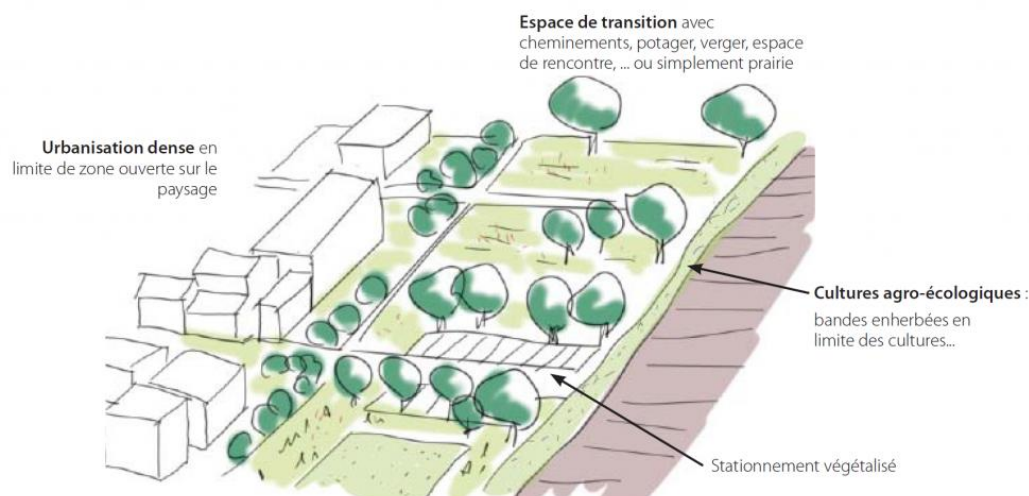 Espace de transition avec
cheminements, potager, verger, espace
de rencontre, ... ou simplement prairie
Urbanisation dense en
limite de zone ouverte sur le
paysage
Cultures agro-écologiques :
bandes enherbées en
limite des cultures...
Stationnement végétalisé